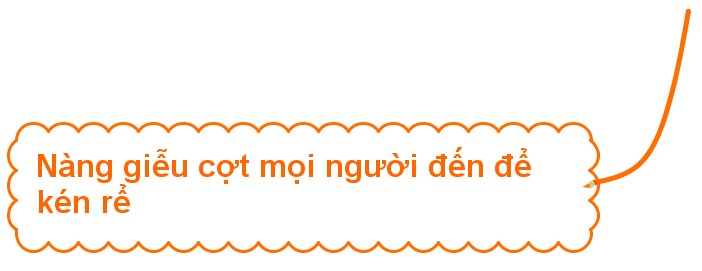 Nàng giễu cợt mọi người đến để
kén rể